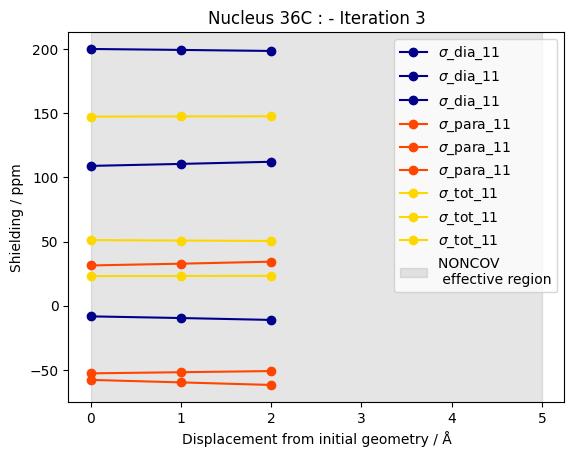 Nucleus 36C : - Iteration 3
200
150
100
50
0
−50
Shielding / ppm
σ_dia_11
σ_dia_11
σ_dia_11
σ_para_11
σ_para_11
σ_para_11
σ_tot_11
σ_tot_11
σ_tot_11
NONCOV
effective region
0 1 2 3 4 5
Displacement from initial geometry / Å